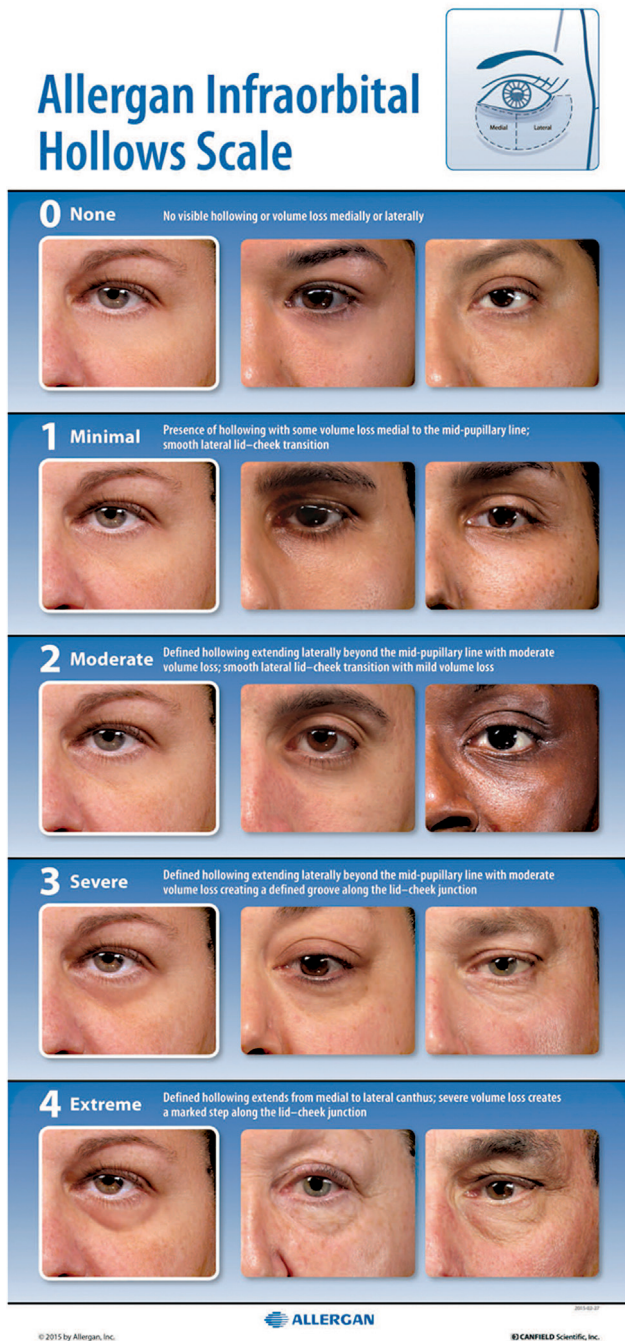 Allergan Infraorbital
Hollows Scale
Medial
Lateral
0 None
No visible hollowing or volume loss medially or laterally
1 Minimal
Presence of hollowing with some volume loss medial to the mid-pupillary line;
smooth lateral lid–cheek transition
2 Moderate
Defined hollowing extending laterally beyond the mid-pupillary line with moderate
volume loss; smooth lateral lid–cheek transition with mild volume loss
3 Severe
Defined hollowing extending laterally beyond the mid-pupillary line with moderate
volume loss creating a defined groove along the lid–cheek junction
4 Extreme
Defined hollowing extends from medial to lateral canthus; severe volume loss creates
a marked step along the lid–cheek junction
2015-02-27
© 2015 by Allergan, Inc.
ALLERGAN
CANFIELD Scientific, Inc.